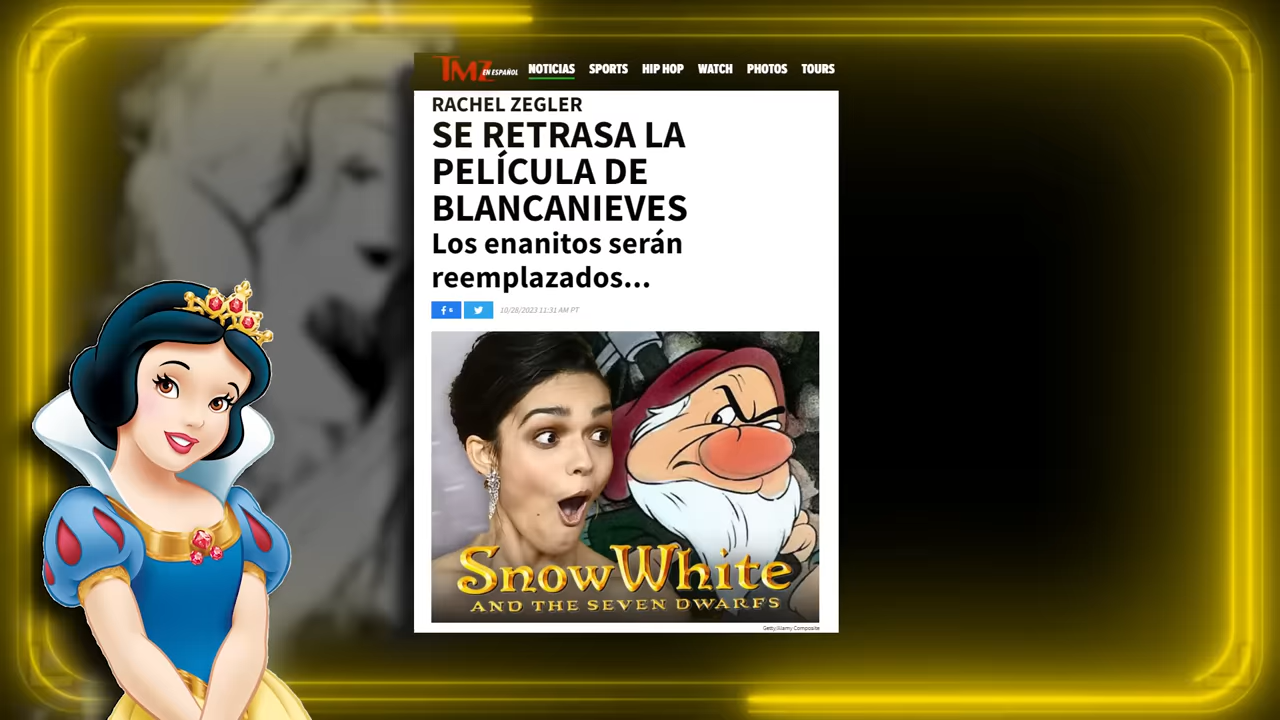 TMZ EN ESPAÑOL NOTICIAS SPORTS HIP HOP WATCH PHOTOS TOURS
RACHEL ZEGLER
SE RETRASA LA
PELÍCULA DE
BLANCANIEVES
Los enanitos serán
reemplazados...
10/28/2023 11:31 AM PT
Snow White
AND THE SEVEN DWARFS
Getty/Alamy Composite